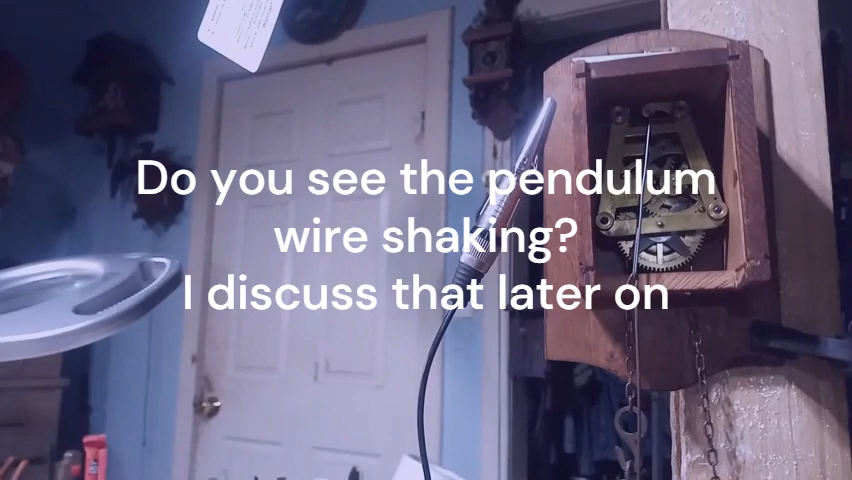 Do you see the pendulum
wire shaking?
I discuss that later on